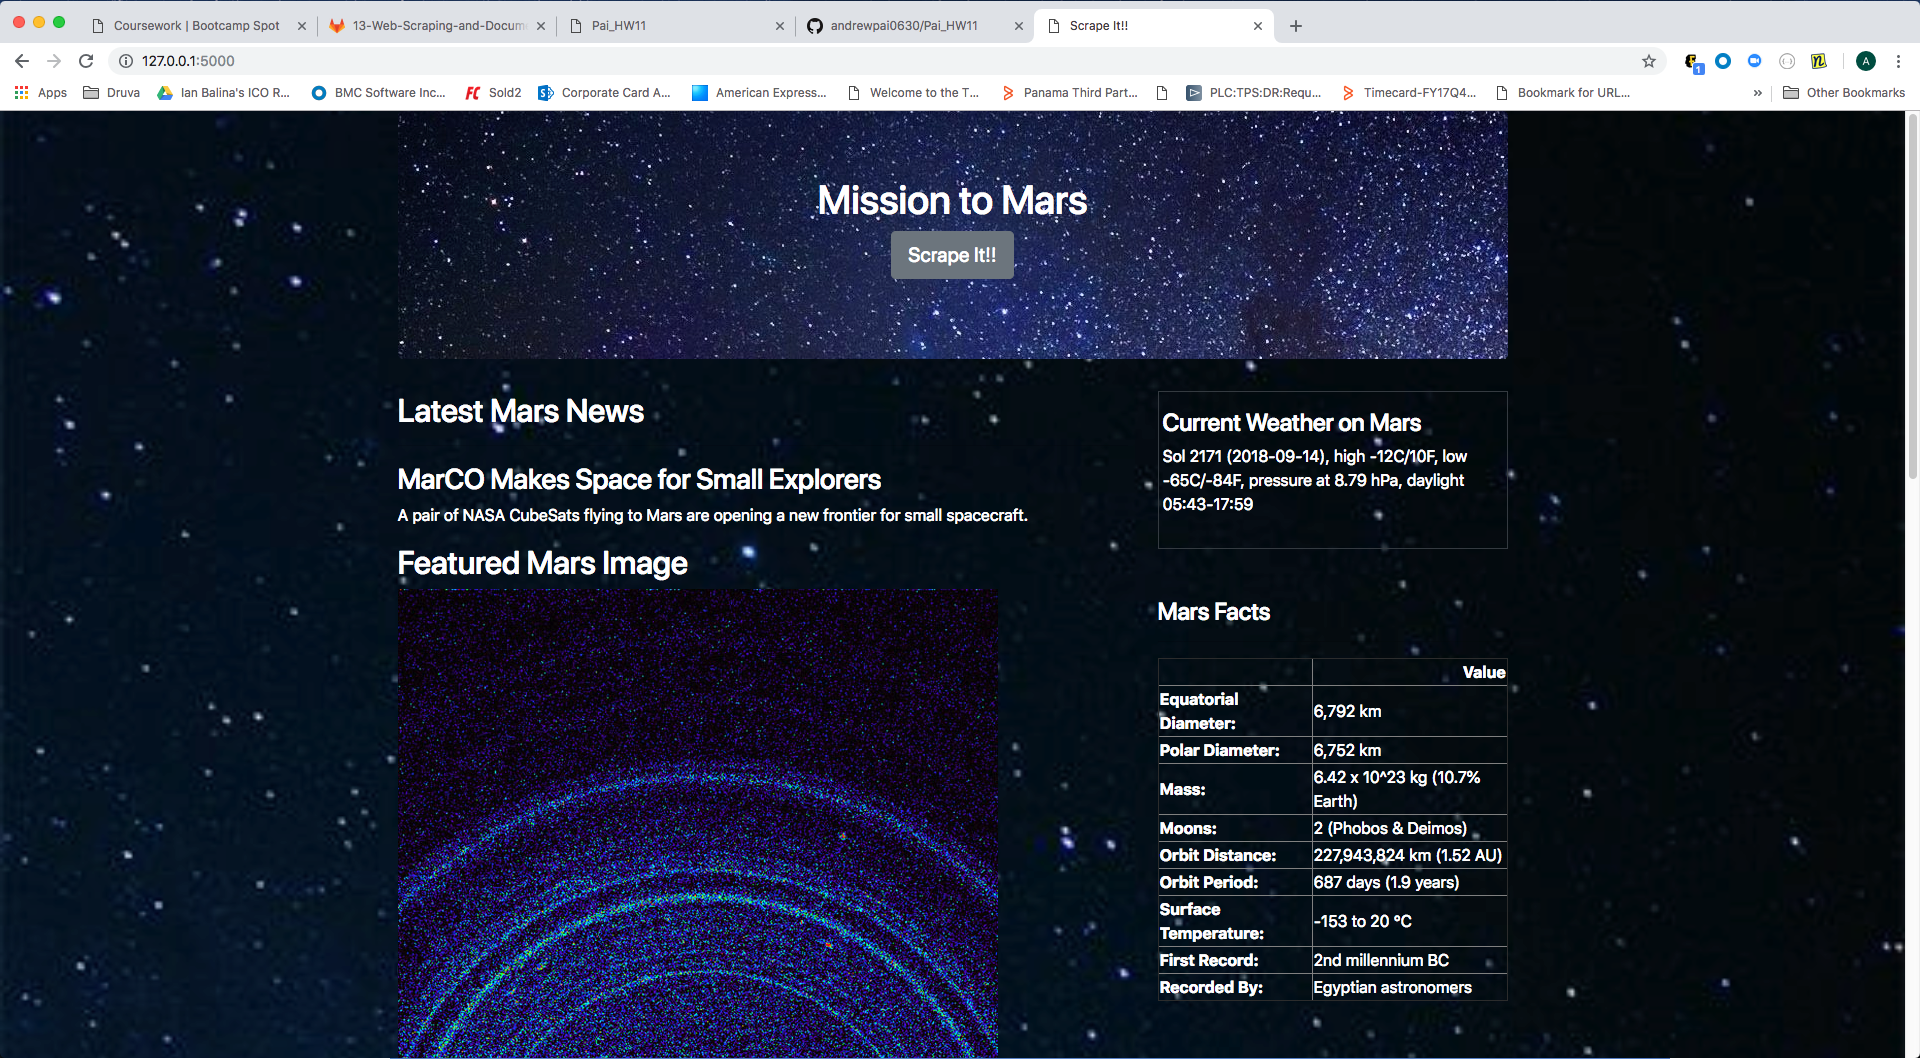 Coursework | Bootcamp Spot
13-Web-Scraping-and-Docum
Pai_HW11
andrewpai0630/Pai_HW11
Scrape It!!
127.0.0.1:5000
1
A
Apps
Druva
Ian Balina's ICO R...
BMC Software Inc...
FC
Sold2
Corporate Card A...
American Express...
Welcome to the T...
Panama Third Part...
PLC:TPS:DR:Requ...
Timecard-FY17Q4...
Bookmark for URL...
»
Other Bookmarks
Mission to Mars
Scrape It!!
Latest Mars News
MarCO Makes Space for Small Explorers
A pair of NASA CubeSats flying to Mars are opening a new frontier for small spacecraft.
Featured Mars Image
Current Weather on Mars
Sol 2171 (2018-09-14), high -12C/10F, low
-65C/-84F, pressure at 8.79 hPa, daylight
05:43-17:59
Mars Facts
Value
Equatorial
Diameter:
6,792 km
Polar Diameter:
6,752 km
Mass:
6.42 x 10^23 kg (10.7%
Earth)
Moons:
2 (Phobos & Deimos)
Orbit Distance:
227,943,824 km (1.52 AU)
Orbit Period:
687 days (1.9 years)
Surface
Temperature:
-153 to 20 °C
First Record:
2nd millennium BC
Recorded By:
Egyptian astronomers